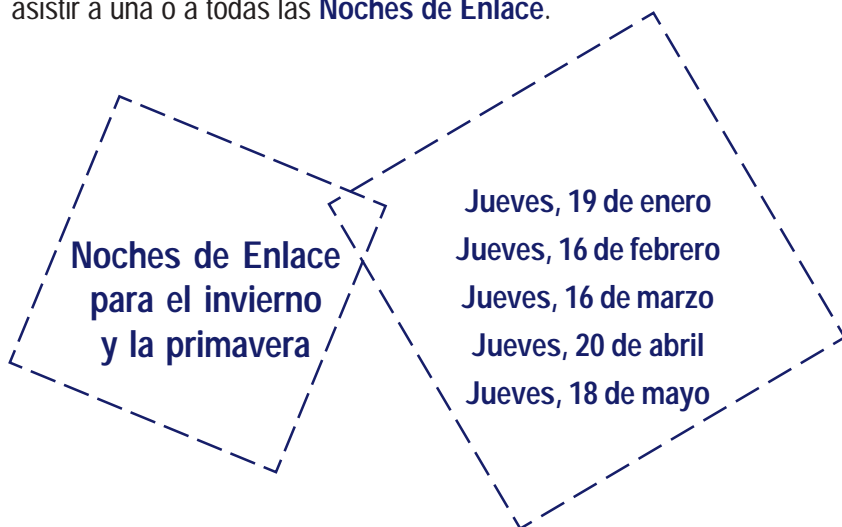 asistir a una o a todas las Noches de Enlace.
Noches de Enlace
para el invierno
y la primavera
Jueves, 19 de enero
Jueves, 16 de febrero
Jueves, 16 de marzo
Jueves, 20 de abril
Jueves, 18 de mayo